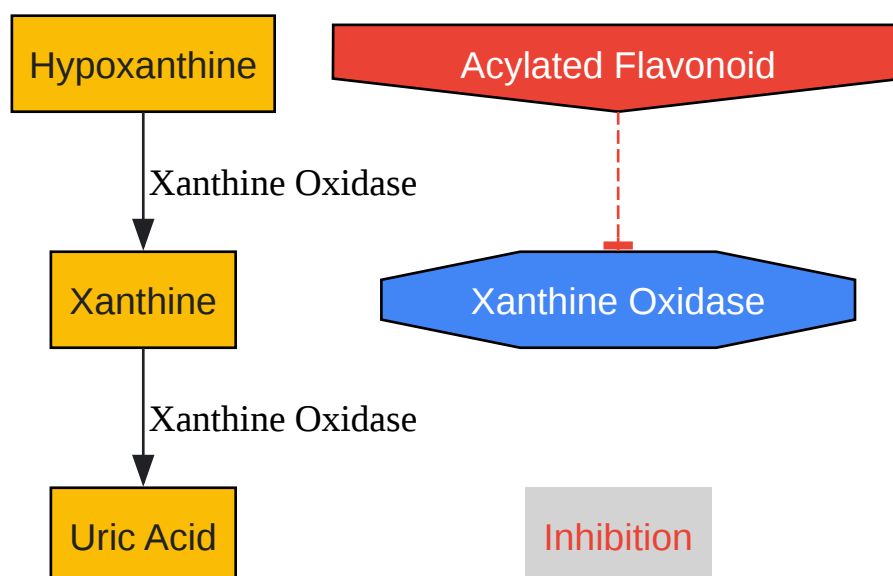 Hypoxanthine
Acylated Flavonoid
Xanthine Oxidase
Xanthine
Xanthine Oxidase
Xanthine Oxidase
Uric Acid
Inhibition